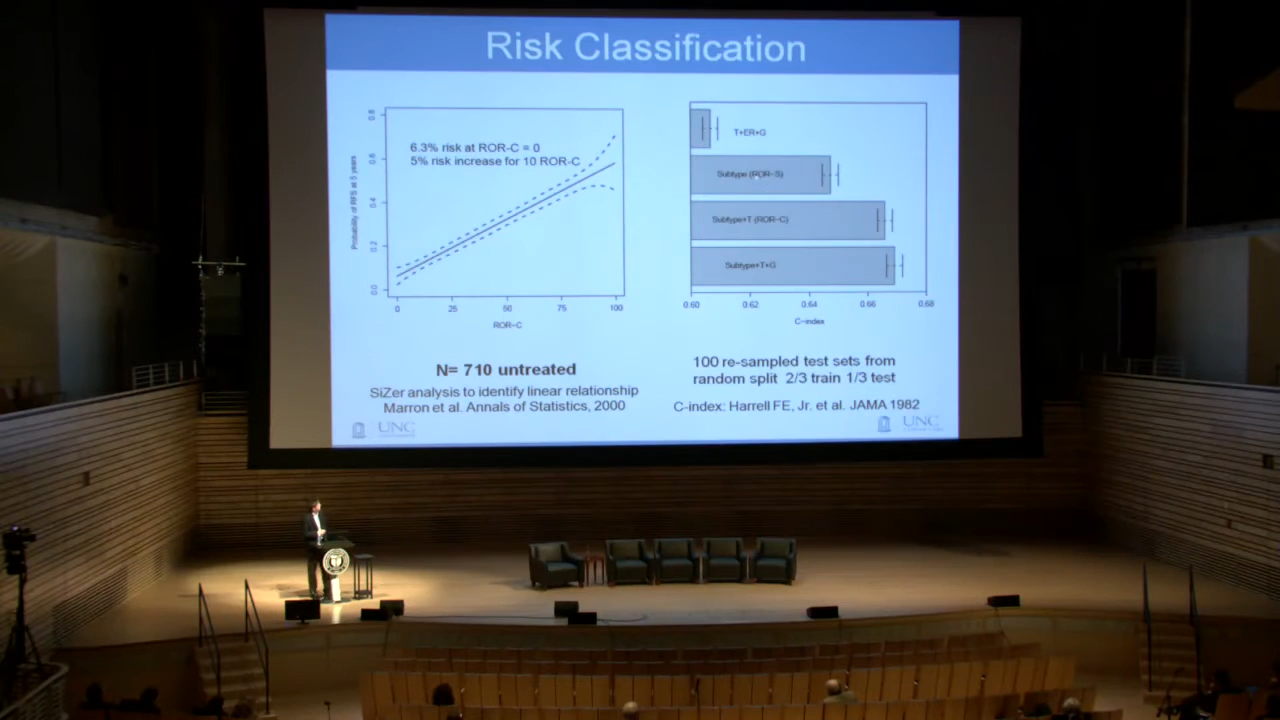 Risk Classification
6.3% risk at ROR-C = 0
5% risk increase for 10 ROR-C
Probability of RFS at 5 years
0.8
0.6
0.4
0.2
0.0
0 25 50 75 100
ROR-C
N= 710 untreated
SiZer analysis to identify linear relationship
Marron et al. Annals of Statistics, 2000
UNC
T+ER+G
Subtype (ROR-S)
Subtype+T (ROR-C)
Subtype+T+G
0.60 0.62 0.64 0.66 0.68
C-index
100 re-sampled test sets from
random split 2/3 train 1/3 test
C-index: Harrell FE, Jr. et al. JAMA 1982
UNC